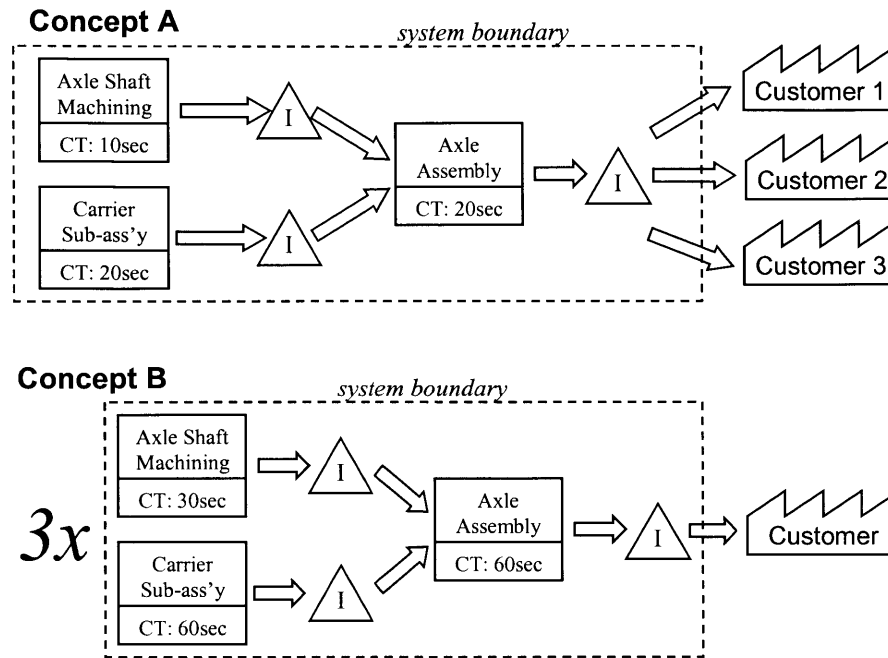 Concept A
system boundary
Axle Shaft
Machining
CT: 10sec
I
Carrier
Sub-ass'y
CT: 20sec
I
Axle
Assembly
CT: 20sec
I
Customer 1
Customer 2
Customer 3
Concept B
system boundary
3x
Axle Shaft
Machining
CT: 30sec
I
Carrier
Sub-ass'y
CT: 60sec
I
Axle
Assembly
CT: 60sec
I
Customer